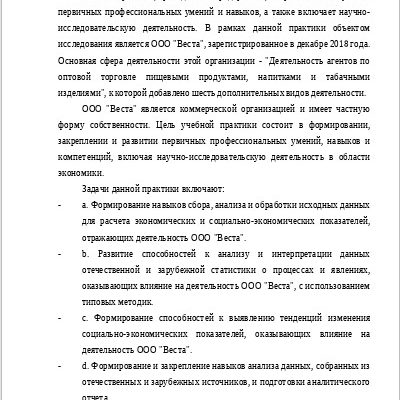 первичных профессиональных умений и навыков, а также включает научно-
исследовательскую деятельность. В рамках данной практики объектом
исследования является ООО "Веста", зарегистрированное в декабре 2018 года.
Основная сфера деятельности этой организации - "Деятельность агентов по
оптовой торговле пищевыми продуктами, напитками и табачными
изделиями", к которой добавлено шесть дополнительных видов деятельности.
ООО "Веста" является коммерческой организацией и имеет частную
форму собственности. Цель учебной практики состоит в формировании,
закреплении и развитии первичных профессиональных умений, навыков и
компетенций, включая научно-исследовательскую деятельность в области
экономики.
Задачи данной практики включают:
- a. Формирование навыков сбора, анализа и обработки исходных данных
для расчета экономических и социально-экономических показателей,
отражающих деятельность ООО "Веста".
- b. Развитие способностей к анализу и интерпретации данных
отечественной и зарубежной статистики о процессах и явлениях,
оказывающих влияние на деятельность ООО "Веста", с использованием
типовых методик.
- c. Формирование способностей к выявлению тенденций изменения
социально-экономических показателей, оказывающих влияние на
деятельность ООО "Веста".
- d. Формирование и закрепление навыков анализа данных, собранных из
отечественных и зарубежных источников, и подготовки аналитического
отчета.